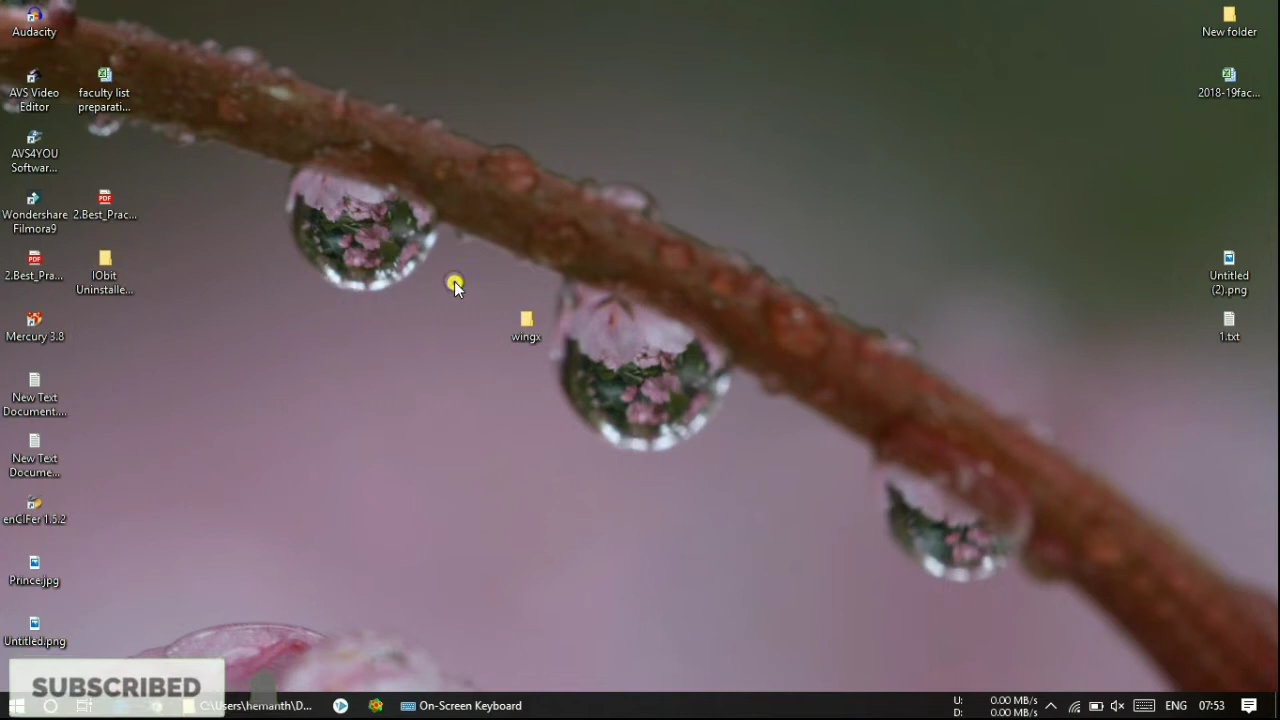 Audacity
New folder
AVS Video
Editor
faculty list
preparati...
2018-19fac...
AVS4YOU
Softwar...
Wondershare
Filmora9
2.Best_Prac...
2.Best_Pra...
IObit
Uninstalle...
Untitled
(2).png
Mercury 3.8
wingx
1.txt
New Text
Document....
New Text
Docume...
enCIFer 1.5.2
Prince.jpg
Untitled.png
SUBSCRIBED
C:\Users\hemanth\D...
On-Screen Keyboard
U: 0.00 MB/s
D: 0.00 MB/s
ENG
07:53